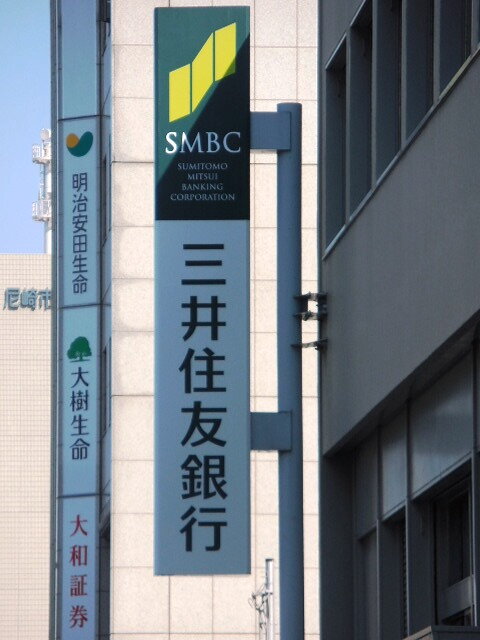 SMBC
SUMITOMO
MITSUI
BANKING
CORPORATION
三井住友銀行
明治安田生命
大樹生命
大和証券
尼崎市